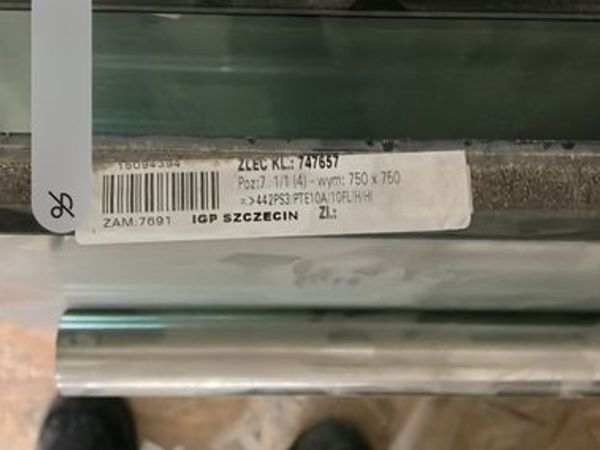 ZLEC KL.: 747657
Poz:7 1/1 (4) - wym: 750 x 750
ZAM:7691 IGP SZCZECIN Zl.: